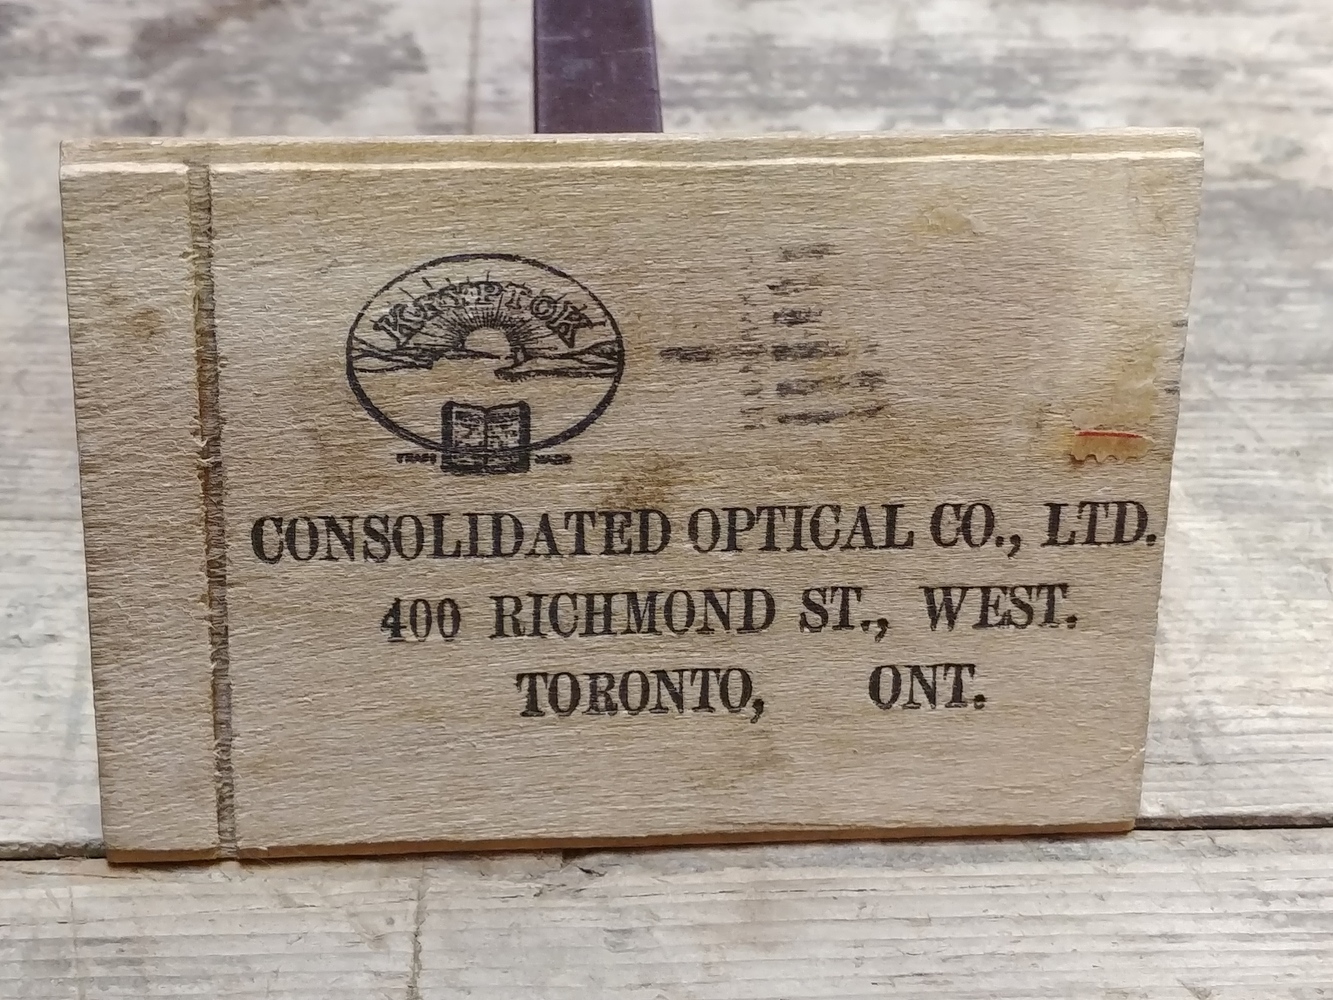 KRYPTOK
TRADE MARK
CONSOLIDATED OPTICAL CO., LTD.
400 RICHMOND ST., WEST.
TORONTO, ONT.